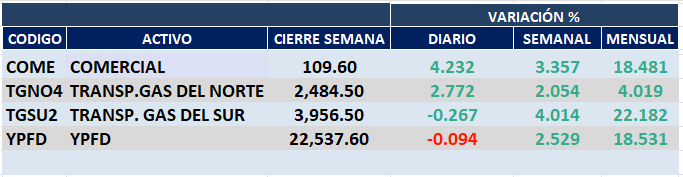 VARIACIÓN %
CODIGO ACTIVO CIERRE SEMANA DIARIO SEMANAL MENSUAL
COME COMERCIAL 109.60 4.232 3.357 18.481
TGNO4 TRANSP.GAS DEL NORTE 2,484.50 2.772 2.054 4.019
TGSU2 TRANSP. GAS DEL SUR 3,956.50 -0.267 4.014 22.182
YPFD YPFD 22,537.60 -0.094 2.529 18.531